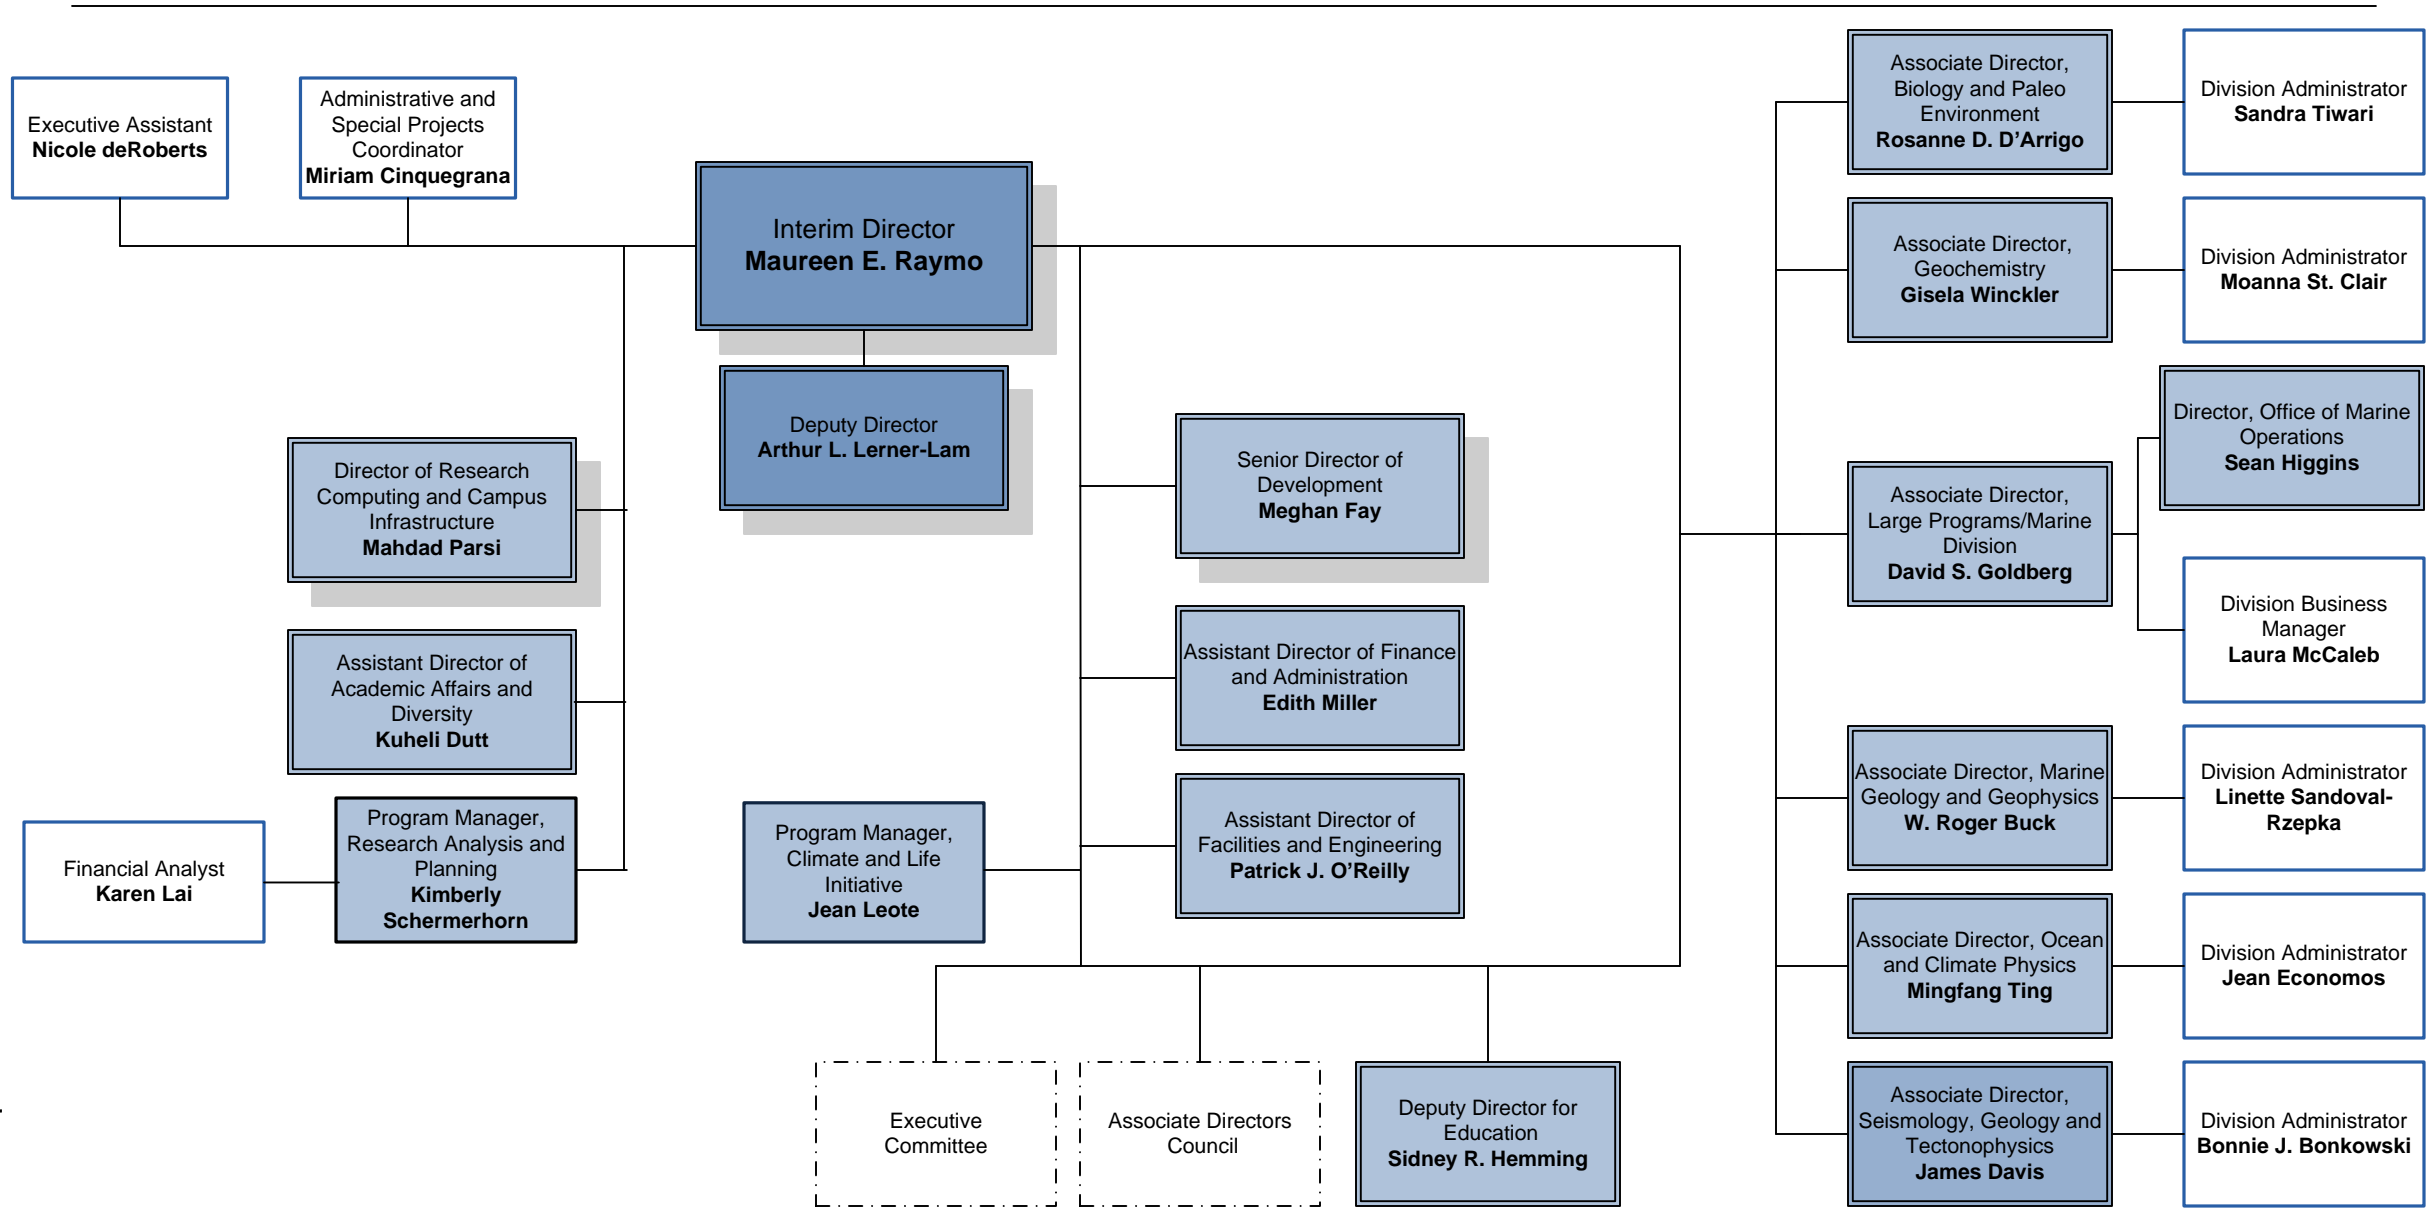 Executive Assistant
Nicole deRoberts
Administrative and
Special Projects
Coordinator
Miriam Cinquegrana
Interim Director
Maureen E. Raymo
Deputy Director
Arthur L. Lerner-Lam
Director of Research
Computing and Campus
Infrastructure
Mahdad Parsi
Assistant Director of
Academic Affairs and
Diversity
Kuheli Dutt
Program Manager,
Research Analysis and
Planning
Kimberly
Schermerhorn
Financial Analyst
Karen Lai
Senior Director of
Development
Meghan Fay
Assistant Director of Finance
and Administration
Edith Miller
Assistant Director of
Facilities and Engineering
Patrick J. O’Reilly
Program Manager,
Climate and Life
Initiative
Jean Leote
Executive
Committee
Associate Directors
Council
Deputy Director for
Education
Sidney R. Hemming
Associate Director,
Biology and Paleo
Environment
Rosanne D. D’Arrigo
Division Administrator
Sandra Tiwari
Associate Director,
Geochemistry
Gisela Winckler
Division Administrator
Moanna St. Clair
Associate Director,
Large Programs/Marine
Division
David S. Goldberg
Director, Office of Marine
Operations
Sean Higgins
Division Business
Manager
Laura McCaleb
Associate Director, Marine
Geology and Geophysics
W. Roger Buck
Division Administrator
Linette Sandoval-
Rzepka
Associate Director, Ocean
and Climate Physics
Mingfang Ting
Division Administrator
Jean Economos
Associate Director,
Seismology, Geology and
Tectonophysics
James Davis
Division Administrator
Bonnie J. Bonkowski